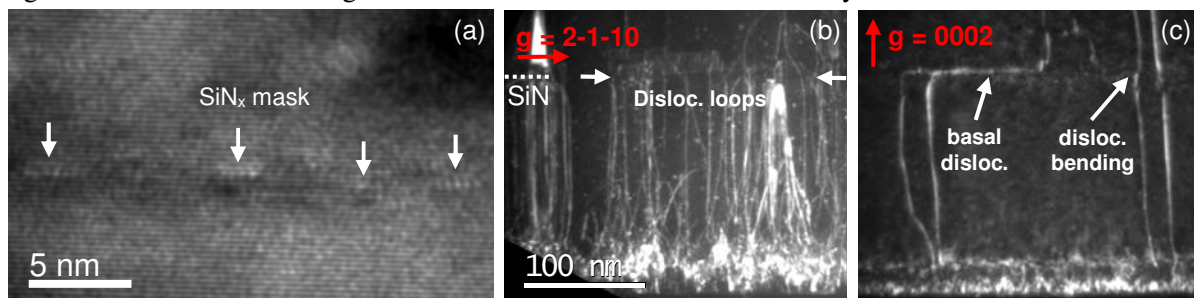 (a)
SiNx mask
5 nm
(b)
g = 2-1-10
SiN
Disloc. loops
100 nm
(c)
g = 0002
basal
disloc.
disloc.
bending